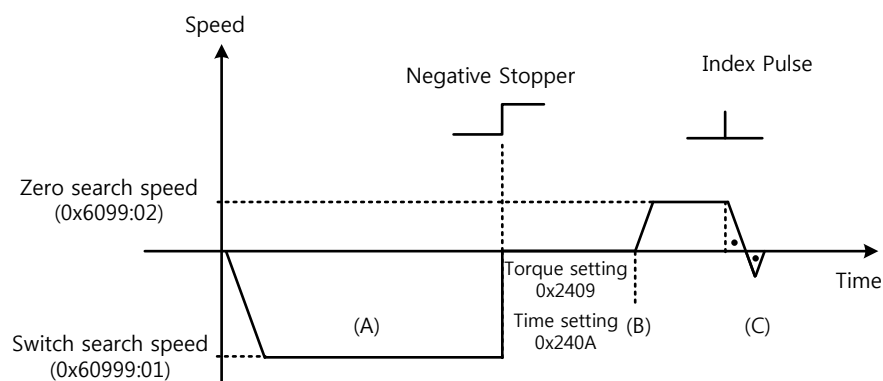 Speed
Negative Stopper
Index Pulse
Zero search speed
(0x6099:02)
Torque setting
0x2409
Time
(A)
Time setting
0x240A
(B)
(C)
Switch search speed
(0x60999:01)